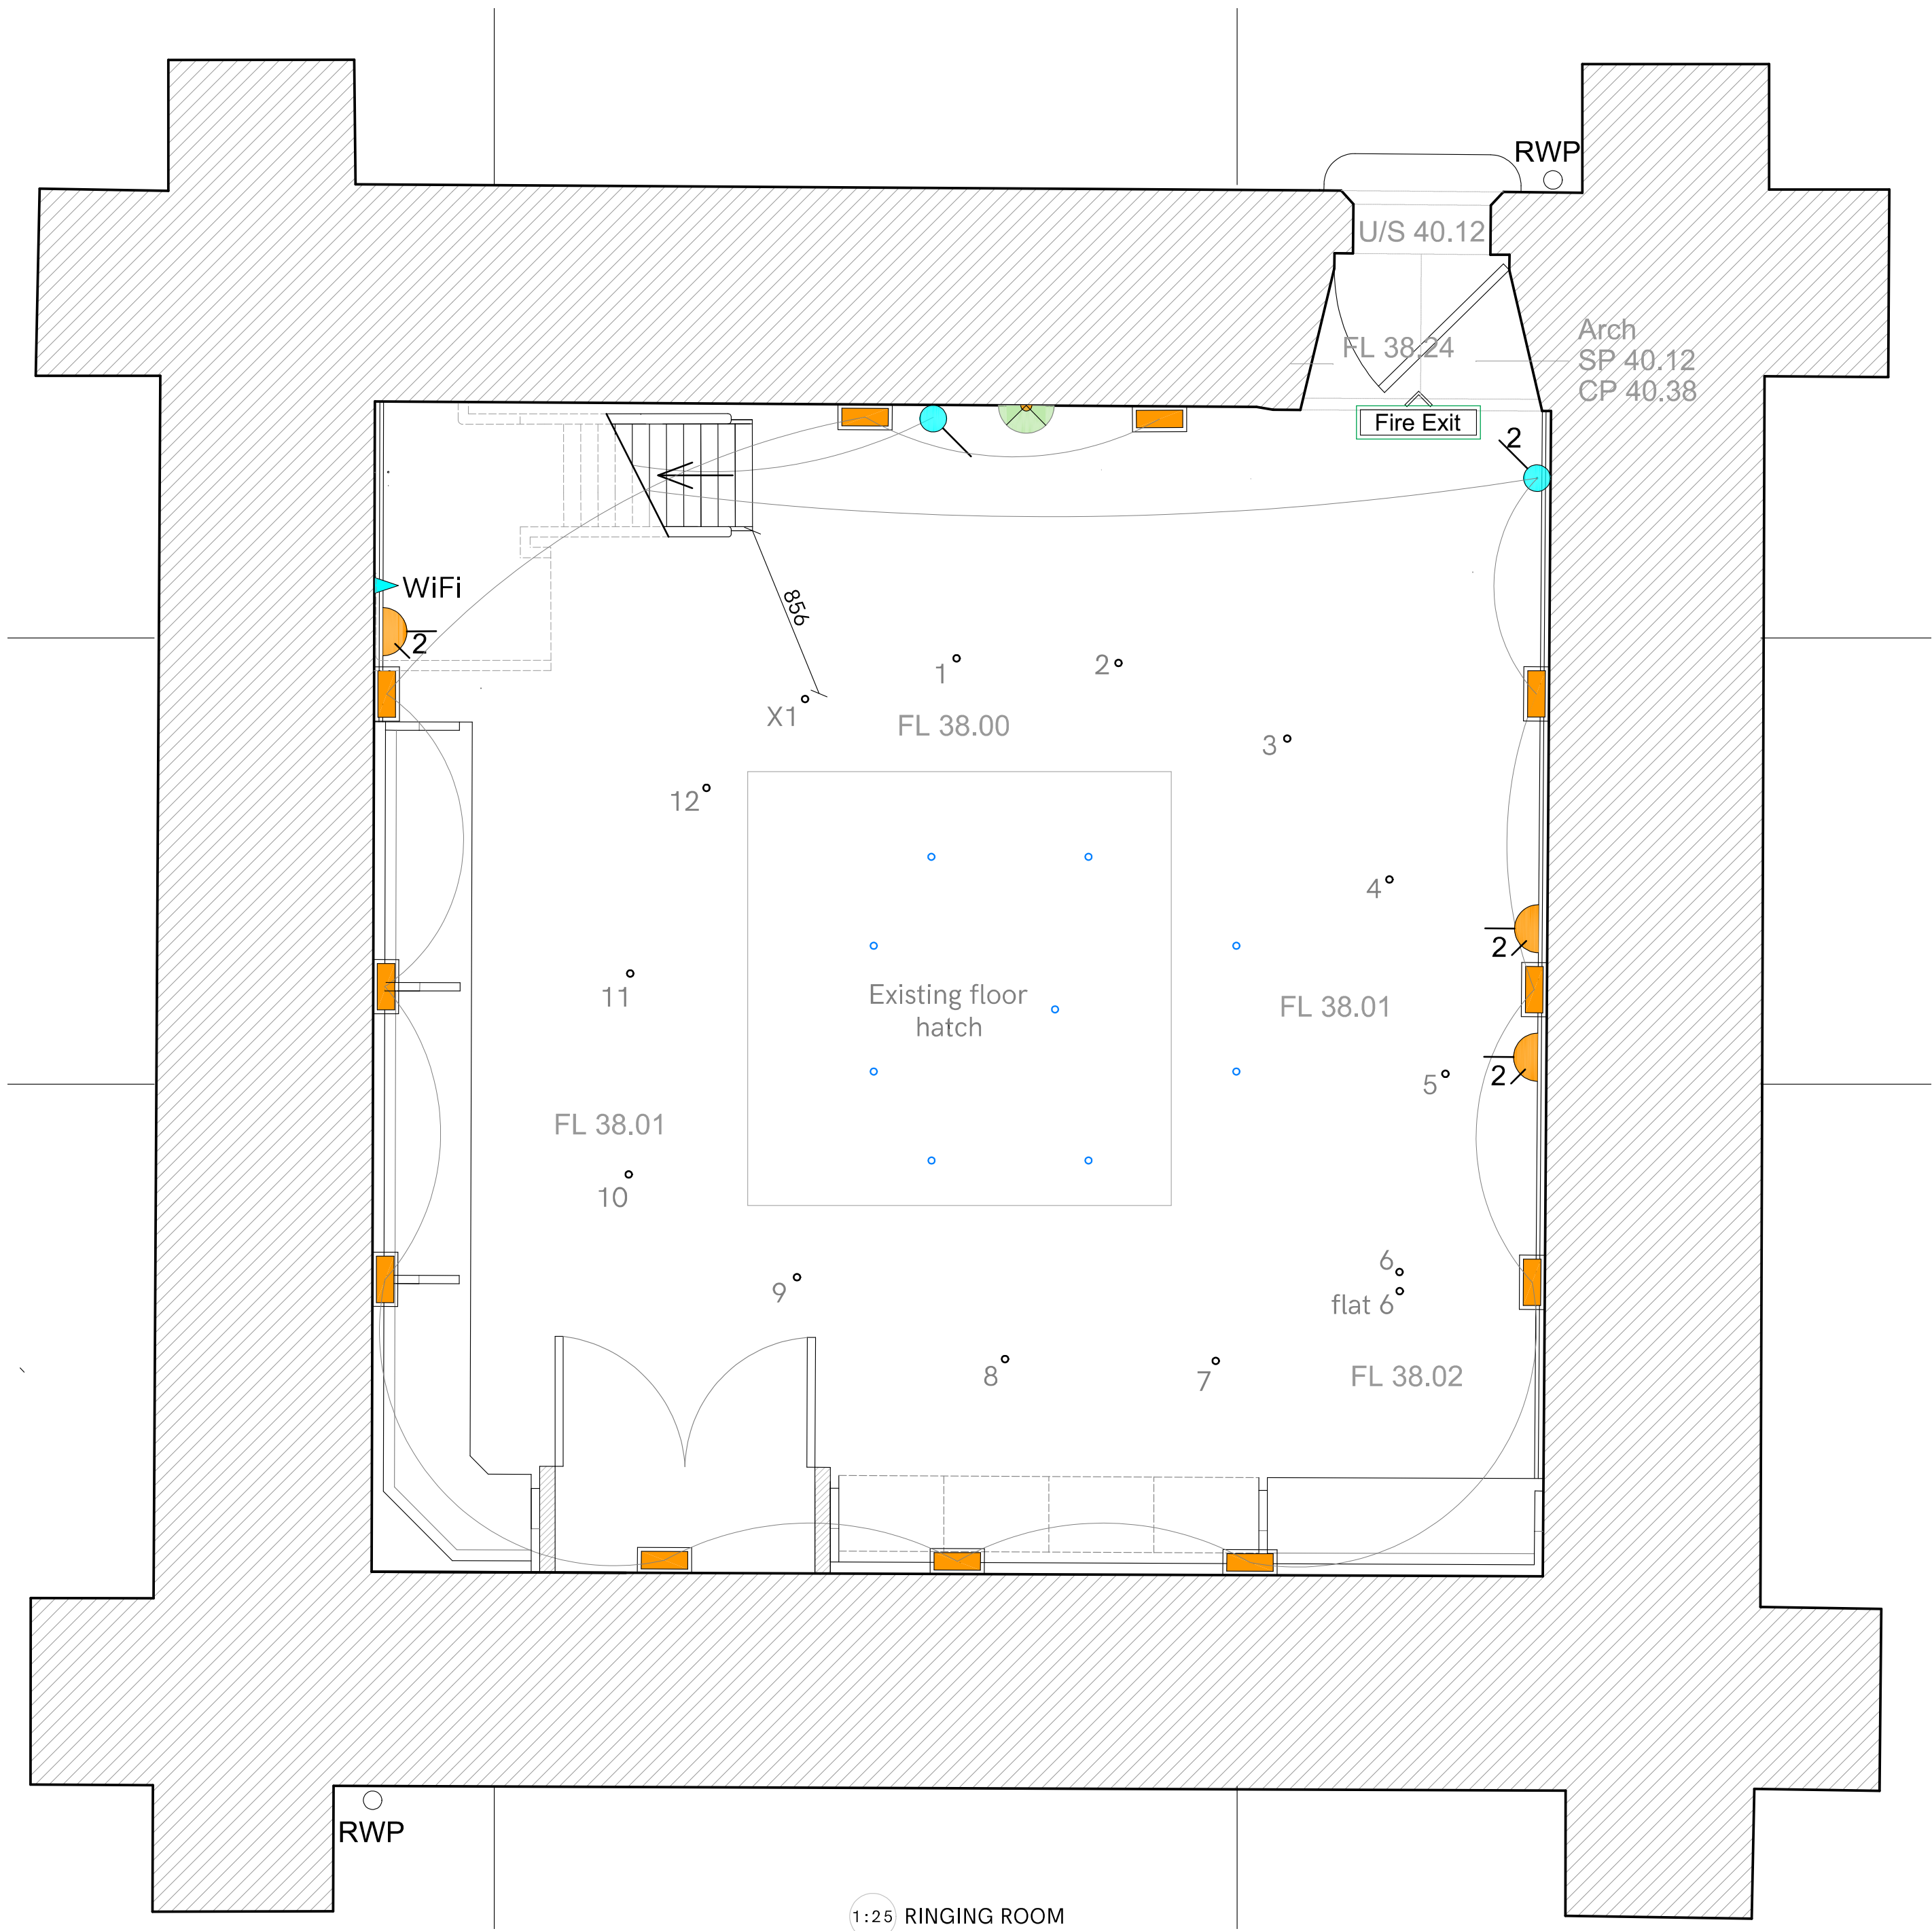 RWP
U/S 40.12
Arch
SP 40.12
CP 40.38
FL 38.24
Fire Exit
2
WiFi
2
856
1
2
X1
FL 38.00
3
12
4
2
11
Existing floor
hatch
FL 38.01
5
2
FL 38.01
10
6
flat 6
9
8
7
FL 38.02
RWP
1:25 RINGING ROOM